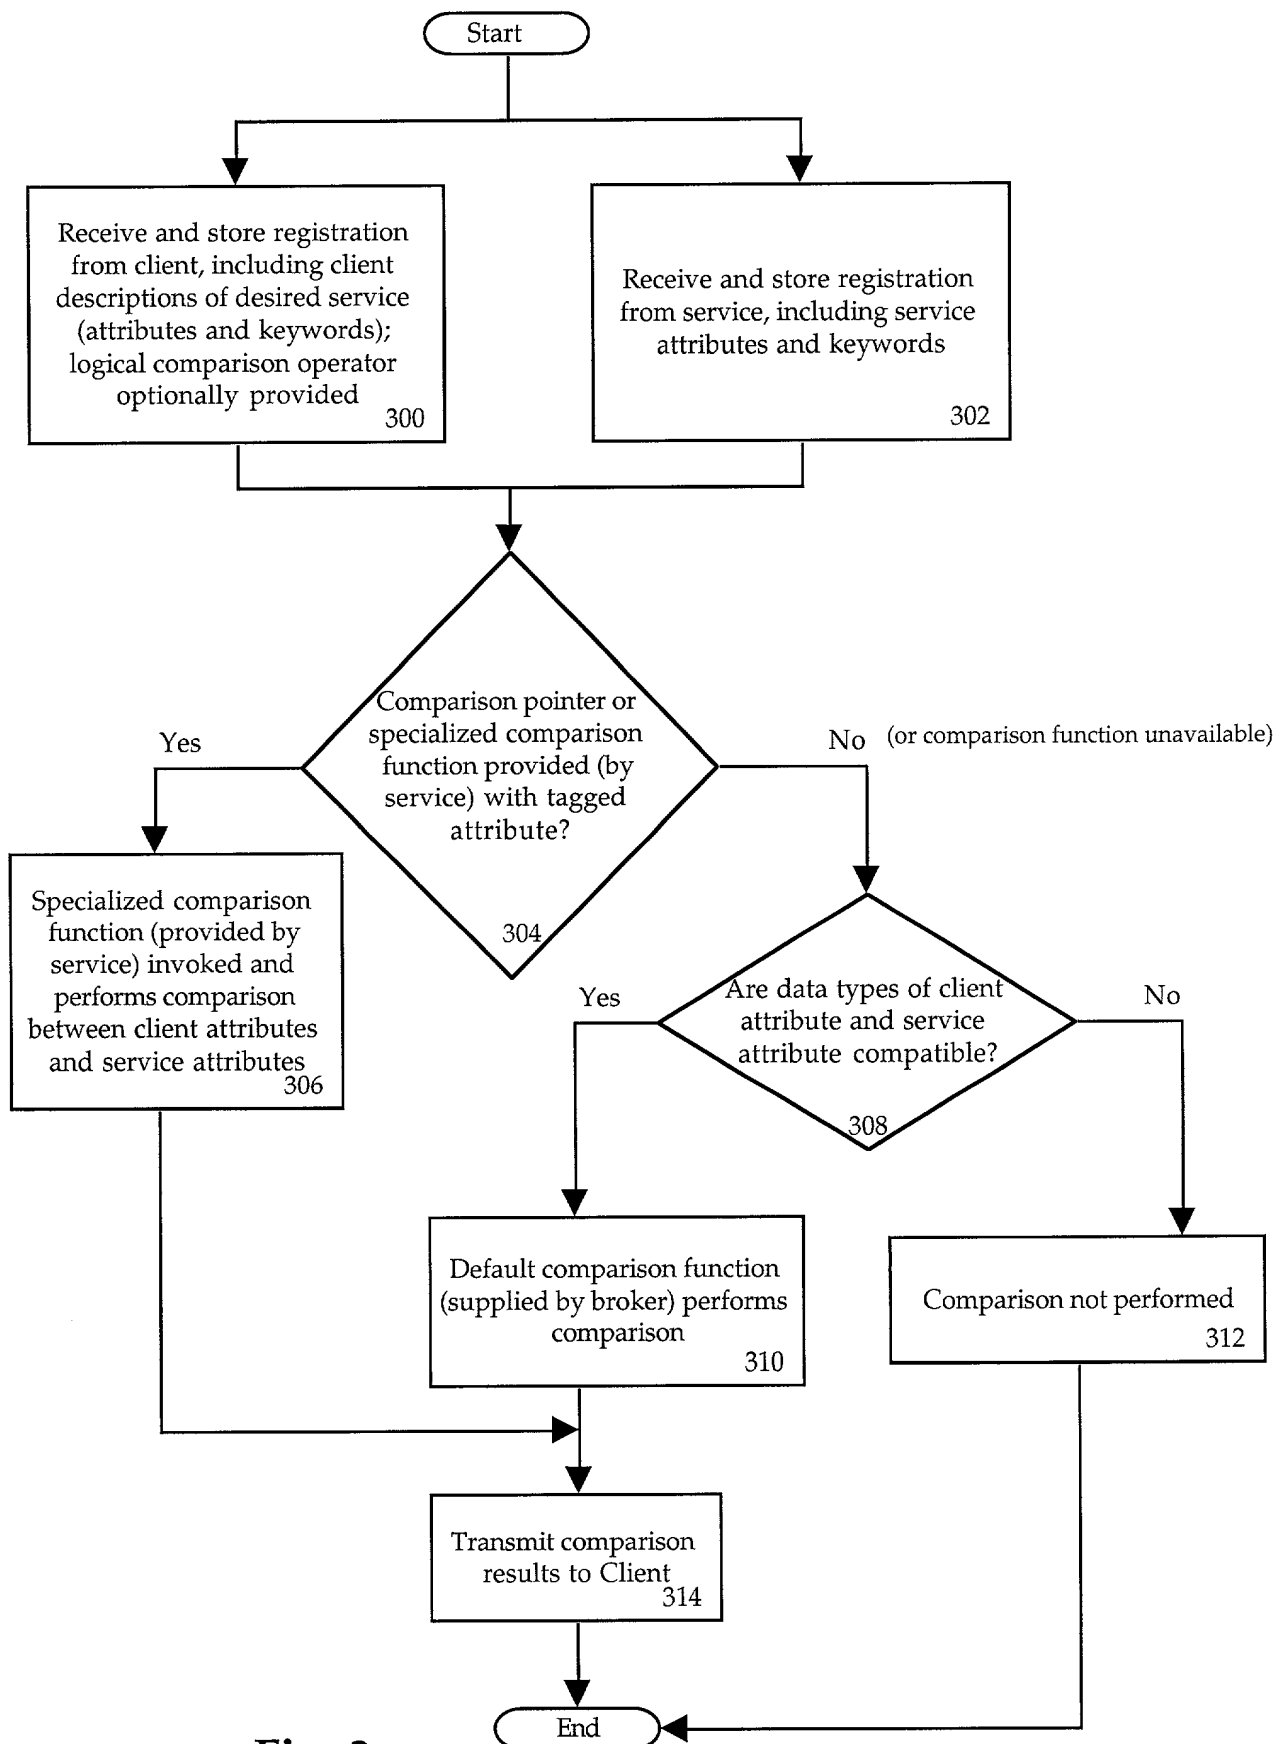 Start
Receive and store registration
from client, including client
descriptions of desired service
(attributes and keywords);
logical comparison operator
optionally provided
300
Receive and store registration
from service, including service
attributes and keywords
302
Comparison pointer or
specialized comparison
function provided (by
service) with tagged
attribute?
304
Yes
No (or comparison function unavailable)
Specialized comparison
function (provided by
service) invoked and
performs comparison
between client attributes
and service attributes
306
Are data types of client
attribute and service
attribute compatible?
308
Yes
No
Default comparison function
(supplied by broker) performs
comparison
310
Comparison not performed
312
Transmit comparison
results to Client
314
End